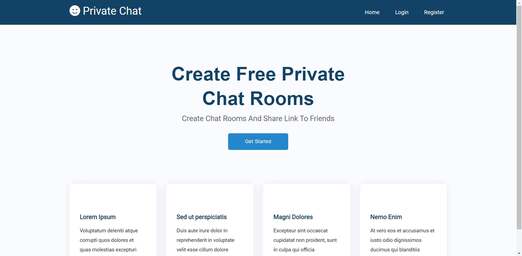 Private Chat
Home Login Register
Create Free Private
Chat Rooms
Create Chat Rooms And Share Link To Friends
Get Started
Lorem Ipsum
Voluptatum deleniti atque
corrupti quos dolores et
quas molestias excepturi
Sed ut perspiciatis
Duis aute irure dolor in
reprehenderit in voluptate
velit esse cillum dolore
Magni Dolores
Excepteur sint occaecat
cupidatat non proident, sunt
in culpa qui officia
Nemo Enim
At vero eos et accusamus et
iusto odio dignissimos
ducimus qui blanditiis